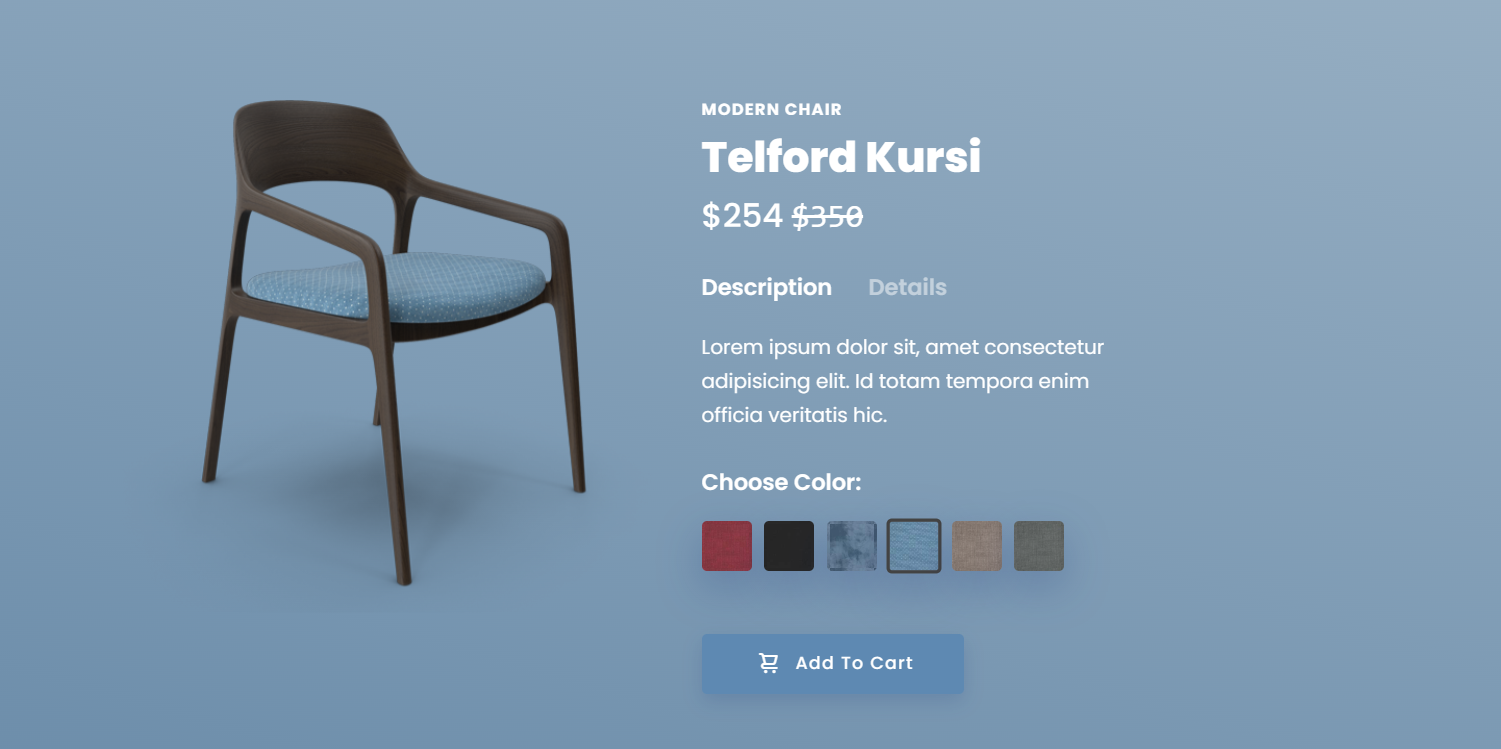 MODERN CHAIR
Telford Kursi
$254 $350
Description Details
Lorem ipsum dolor sit, amet consectetur
adipisicing elit. Id totam tempora enim
officia veritatis hic.
Choose Color:
Add To Cart